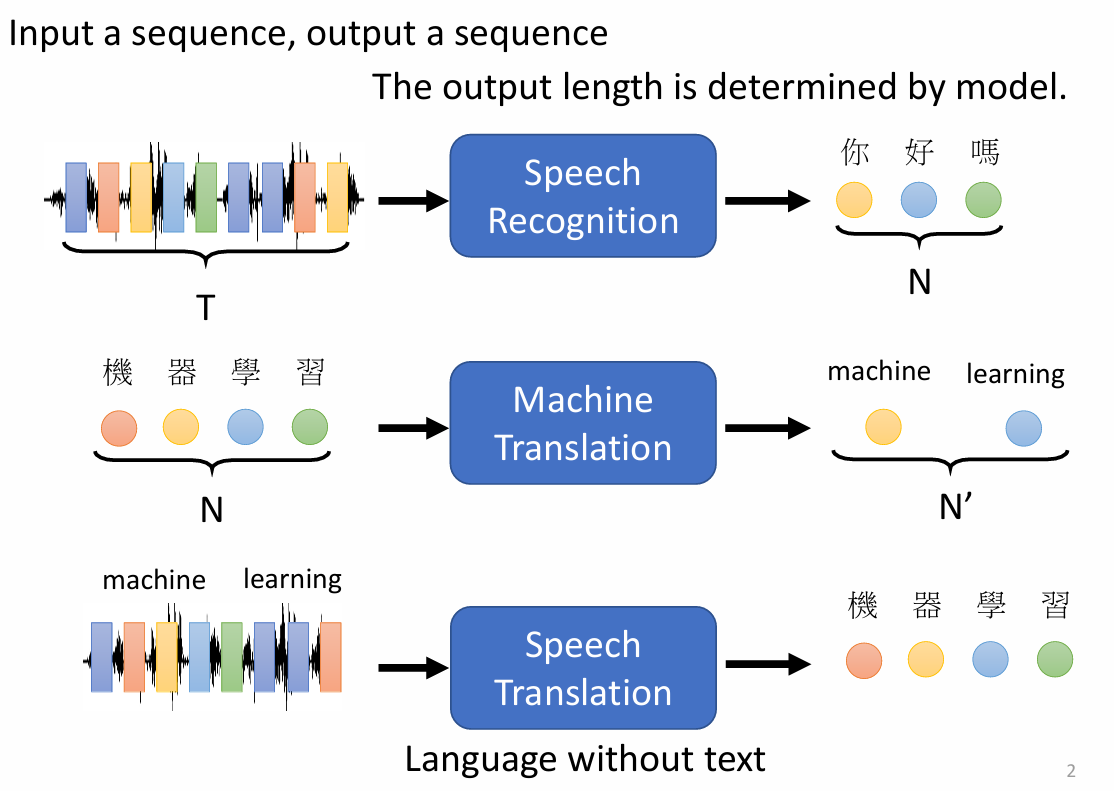 Input a sequence, output a sequence
The output length is determined by model.
Speech
Recognition
你 好 嗎
T
N
機 器 學 習
Machine
Translation
machine learning
N
N’
machine learning
Speech
Translation
機 器 學 習
Language without text
2